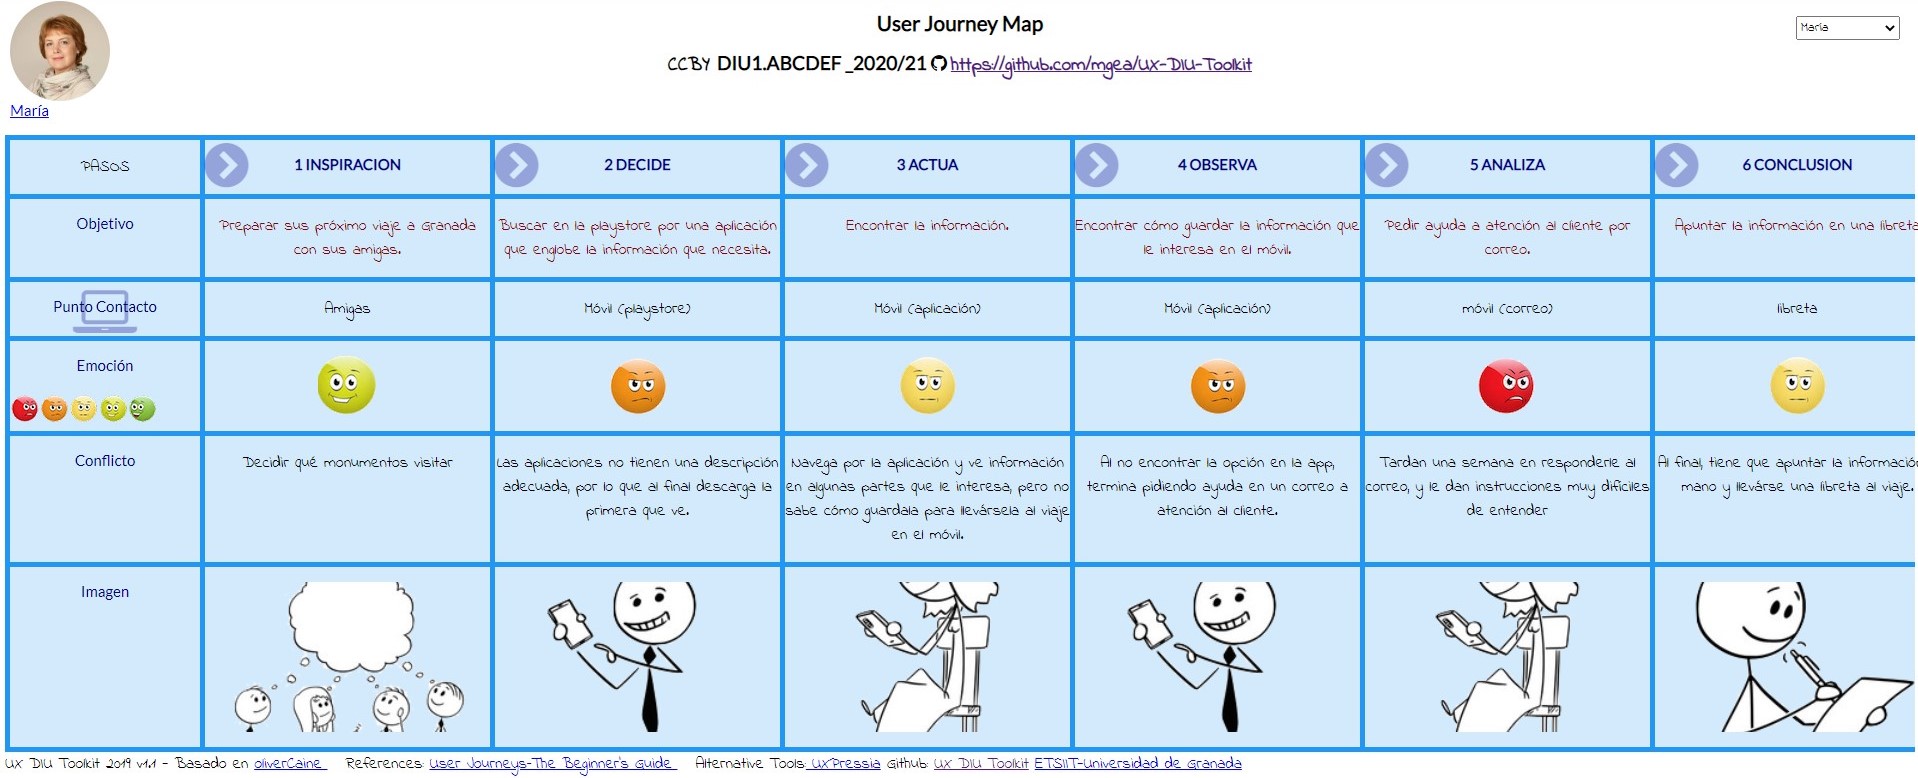 User Journey Map
María
CCBY DIU1.ABCDEF_2020/21 https://github.com/mgea/UX-DIU-Toolkit
María
PASOS
1 INSPIRACION
2 DECIDE
3 ACTUA
4 OBSERVA
5 ANALIZA
6 CONCLUSION
Objetivo
Preparar sus próximo viaje a Granada
con sus amigas.
Buscar en la playstore por una aplicación
que englobe la información que necesita.
Encontrar la información.
Encontrar cómo guardar la información que
le interesa en el móvil.
Pedir ayuda a atención al cliente por
correo.
Apuntar la información en una libreta
Punto Contacto
Amigas
Móvil (playstore)
Móvil (aplicación)
Móvil (aplicación)
móvil (correo)
libreta
Emoción
Conflicto
Decidir qué monumentos visitar
Las aplicaciones no tienen una descripción
adecuada, por lo que al final descarga la
primera que ve.
Navega por la aplicación y ve información
en algunas partes que le interesa, pero no
sabe cómo guardala para llevársela al viaje
en el móvil.
Al no encontrar la opción en la app,
termina pidiendo ayuda en un correo a
atención al cliente.
Tardan una semana en responderle al
correo, y le dan instrucciones muy dificiles
de entender
Al final, tiene que apuntar la informació
mano y llevárse una libreta al viaje.
Imagen
UX DIU Toolkit 2019 v1.1 - Basado en oliverCaine References: User Journeys-The Beginner's Guide Alternative Tools: UXPressia Github: UX DIU Toolkit ETSIIT-Universidad de Granada